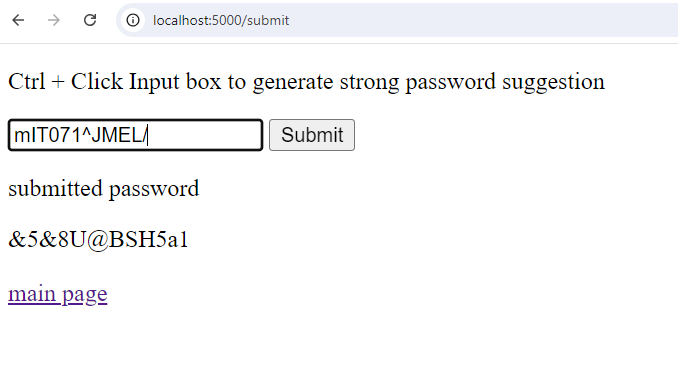 localhost:5000/submit
Ctrl + Click Input box to generate strong password suggestion
mIT071^JMEL/ Submit
submitted password
&5&8U@BSH5a1
main page